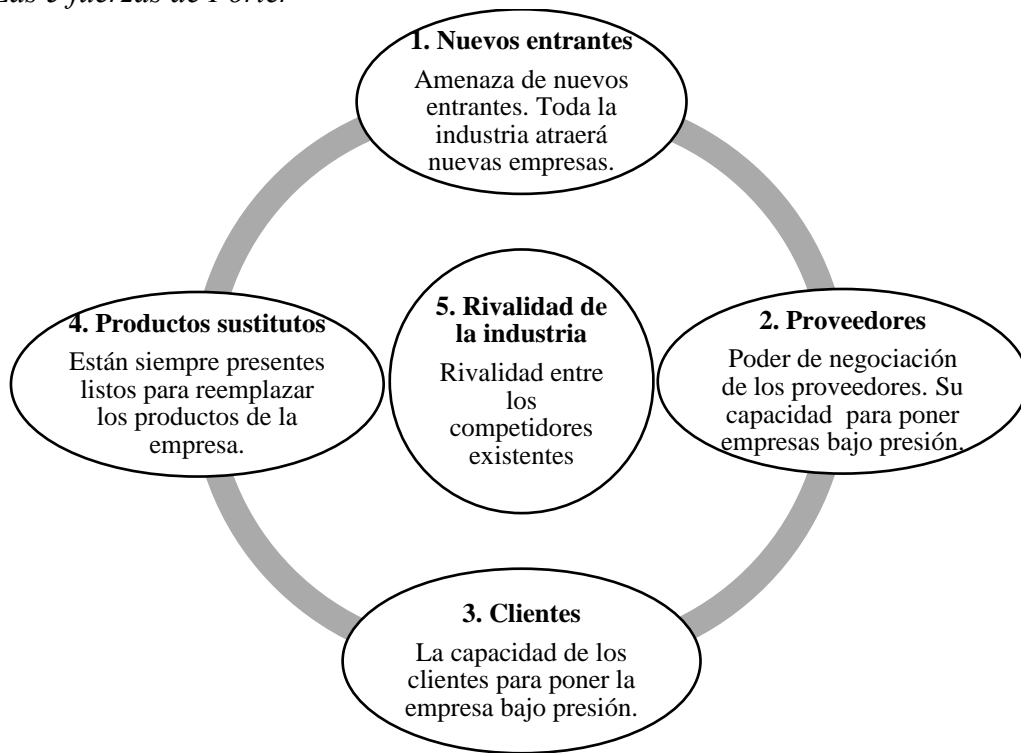 1. Nuevos entrantes
Amenaza de nuevos
entrantes. Toda la
industria atraerá
nuevas empresas.
4. Productos sustitutos
Están siempre presentes
listos para reemplazar
los productos de la
empresa.
5. Rivalidad de
la industria
Rivalidad entre
los
competidores
existentes
2. Proveedores
Poder de negociación
de los proveedores. Su
capacidad para poner
empresas bajo presión.
3. Clientes
La capacidad de los
clientes para poner la
empresa bajo presión.